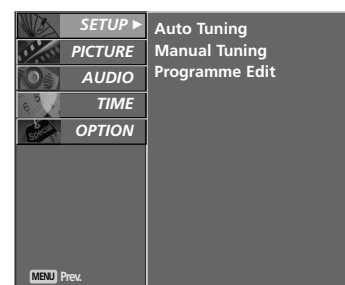 SETUP ►
PICTURE
AUDIO
TIME
OPTION
Auto Tuning
Manual Tuning
Programme Edit
MENU Prev.